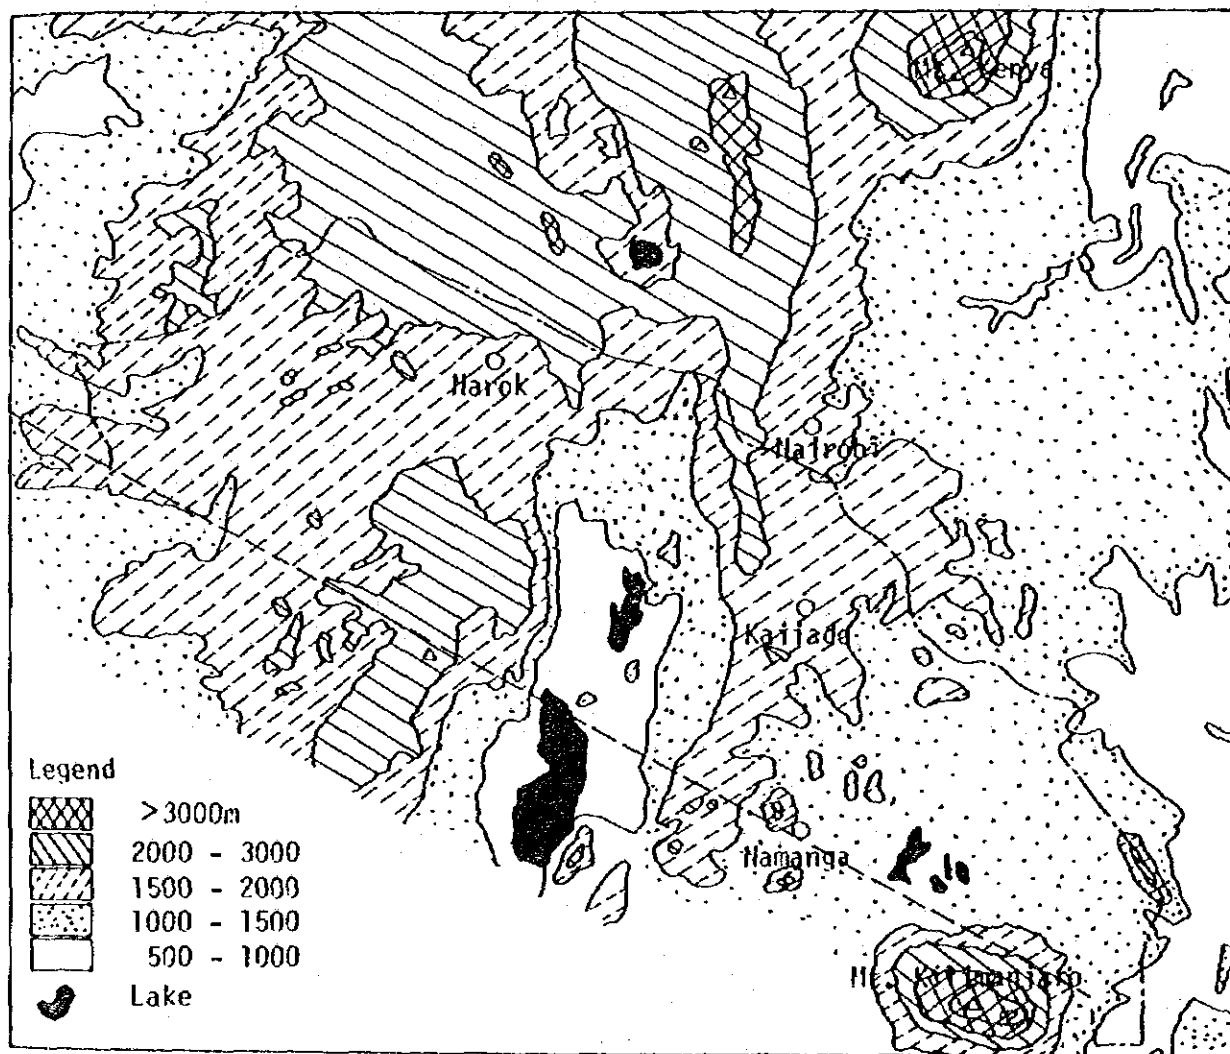 Mt. Kenya
Narok
Nairobi
Kajiado
Namanga
Mt. Kilimanjaro
Legend
>3000m
2000 - 3000
1500 - 2000
1000 - 1500
500 - 1000
Lake